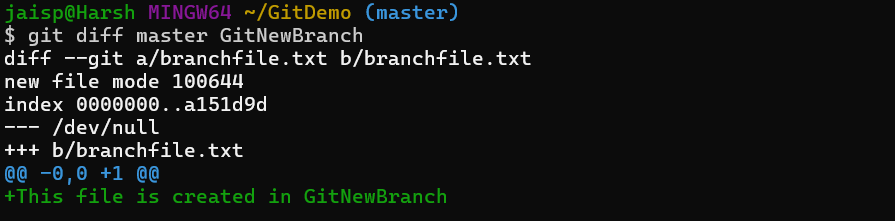 jaisp@Harsh MINGW64 ~/GitDemo (master)
$ git diff master GitNewBranch
diff --git a/branchfile.txt b/branchfile.txt
new file mode 100644
index 0000000..a151d9d
--- /dev/null
+++ b/branchfile.txt
@@ -0,0 +1 @@
+This file is created in GitNewBranch